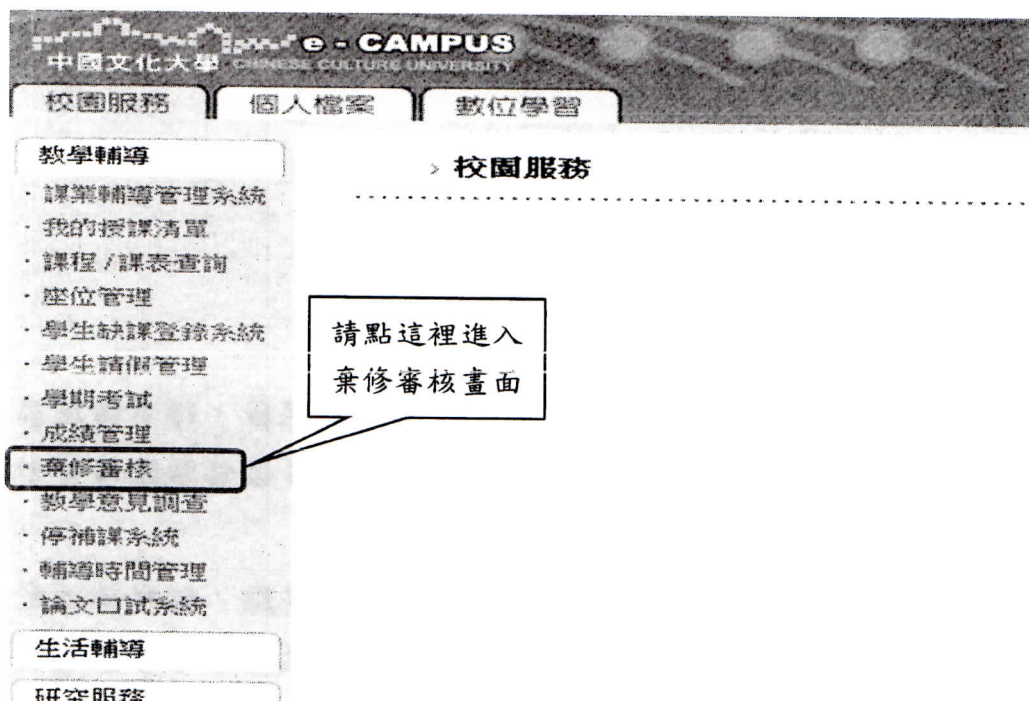 e - CAMPUS
中國文化大學 CHINESE CULTURE UNIVERSITY
校園服務 個人檔案 數位學習
教學輔導
› 校園服務
· 課業輔導管理系統
· 我的授課清單
· 課程/課表查詢
· 座位管理
· 學生缺課登錄系統
· 學生請假管理
· 學期考試
· 成績管理
· 棄修審核
· 教學意見調查
· 停補課系統
· 輔導時間管理
· 論文口試系統
請點這裡進入
棄修審核畫面
生活輔導
研究服務